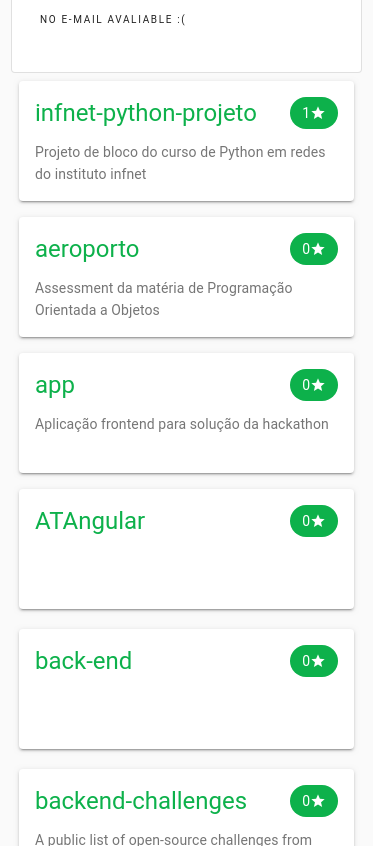 NO E-MAIL AVALIABLE :(
infnet-python-projeto
1★
Projeto de bloco do curso de Python em redes
do instituto infnet
aeroporto
0★
Assessment da matéria de Programação
Orientada a Objetos
app
0★
Aplicação frontend para solução da hackathon
ATAngular
0★
back-end
0★
backend-challenges
0★
A public list of open-source challenges from